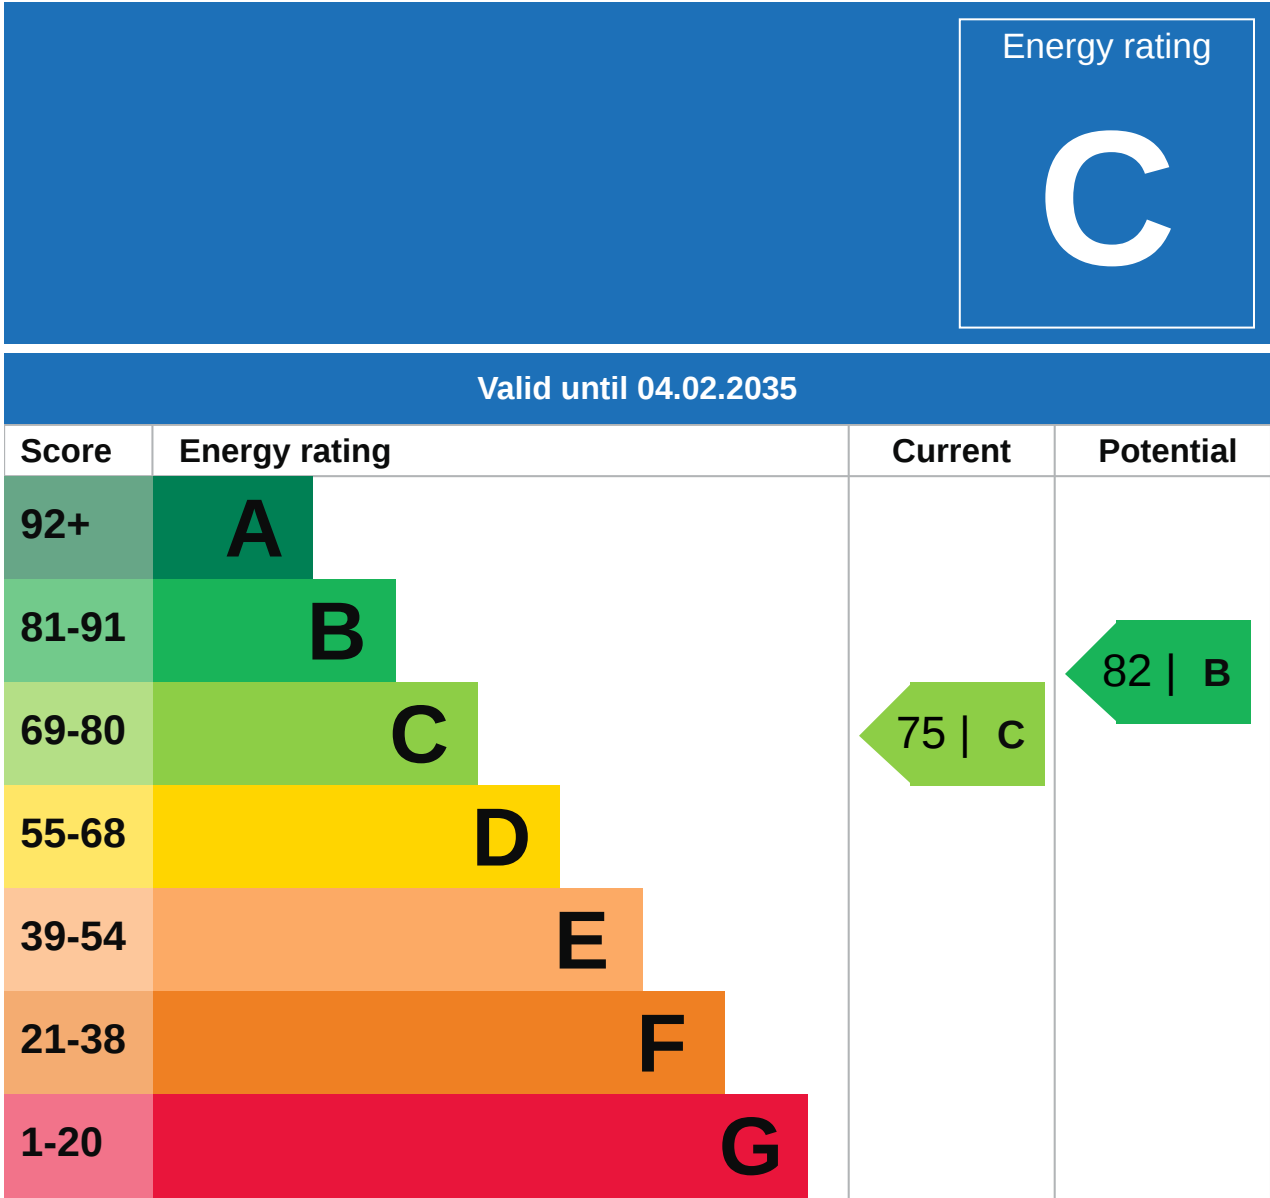 Energy rating
C
Valid until 04.02.2035
Score Energy rating Current Potential
92+ A
81-91 B
82 | B
69-80 C
75 | C
55-68 D
39-54 E
21-38 F
1-20 G